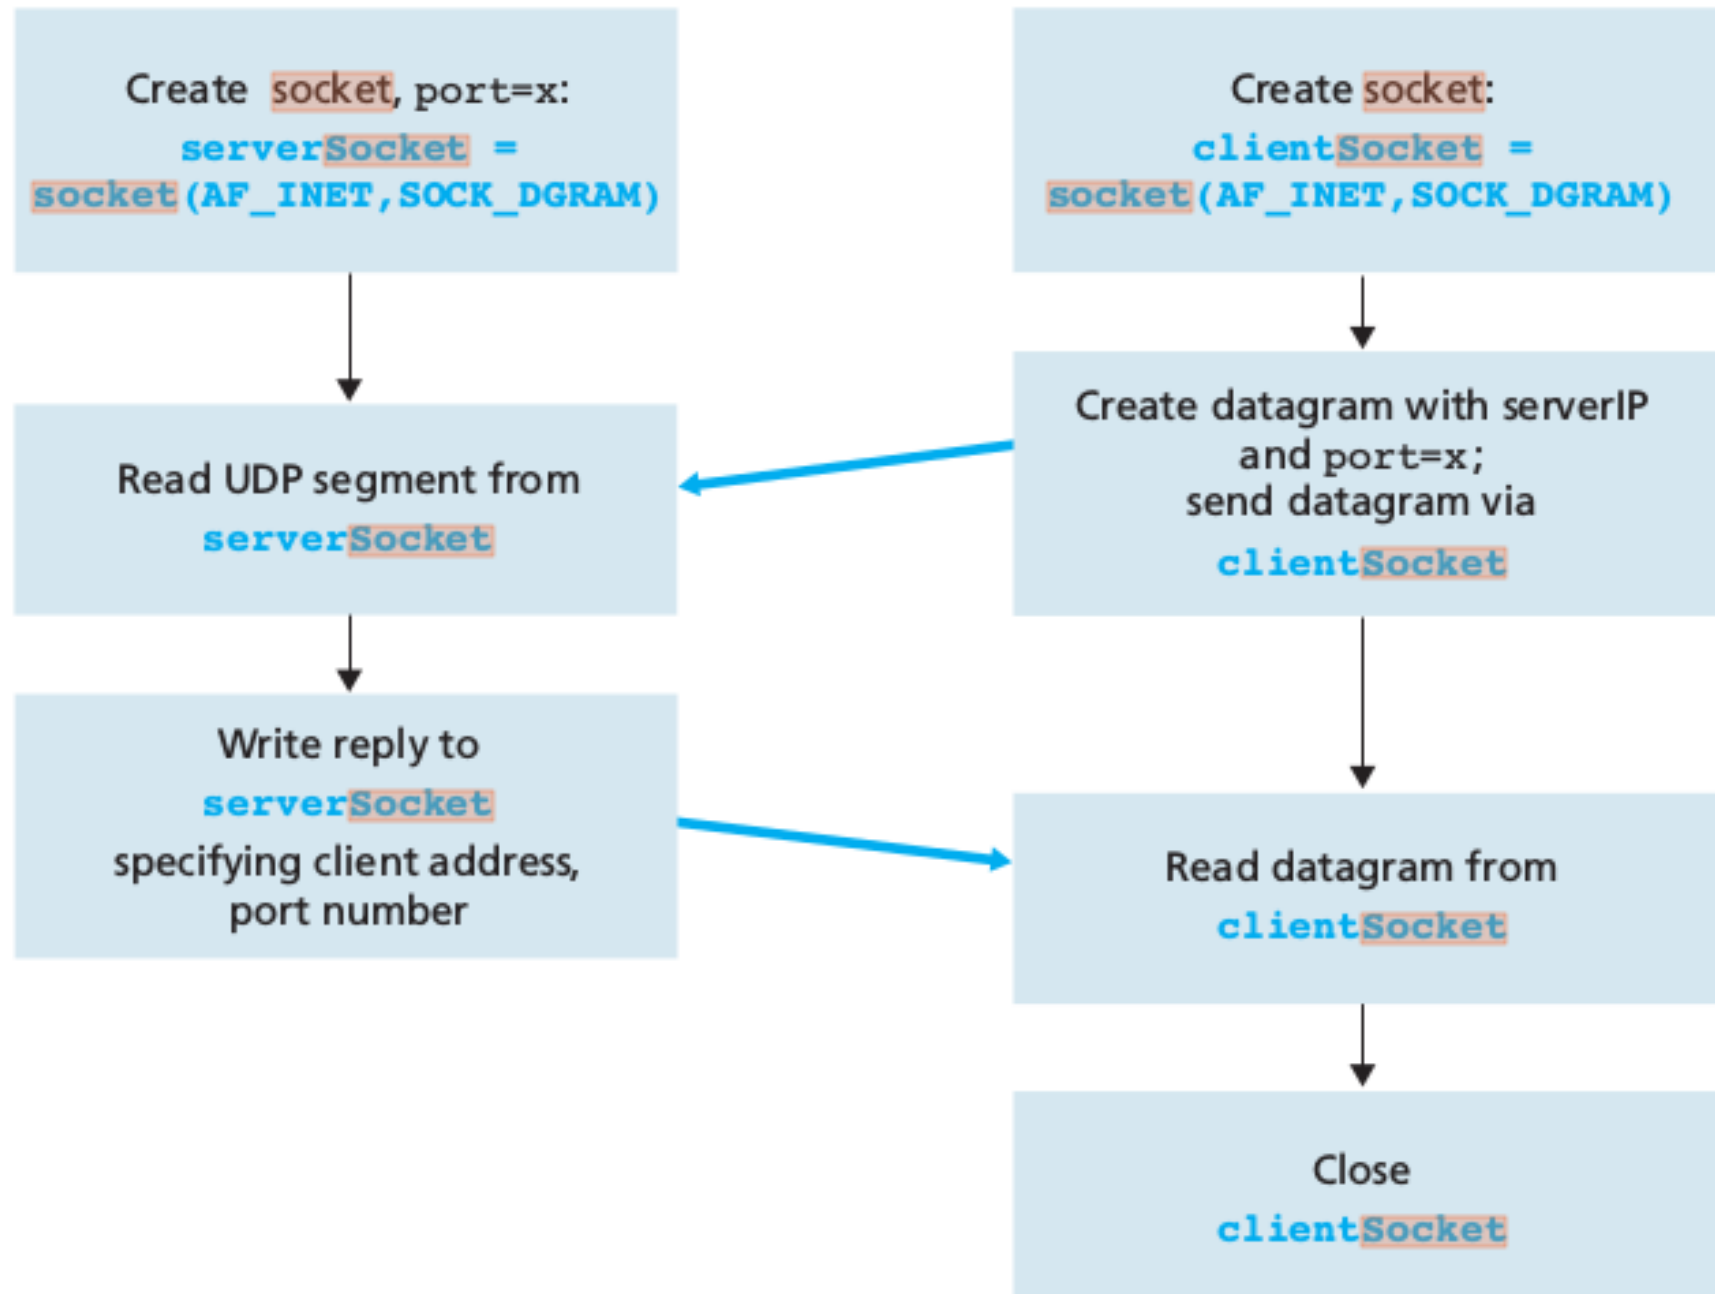 Create socket, port=x:
serverSocket =
socket(AF_INET,SOCK_DGRAM)
Read UDP segment from
serverSocket
Write reply to
serverSocket
specifying client address,
port number
Create socket:
clientSocket =
socket(AF_INET,SOCK_DGRAM)
Create datagram with serverIP
and port=x;
send datagram via
clientSocket
Read datagram from
clientSocket
Close
clientSocket